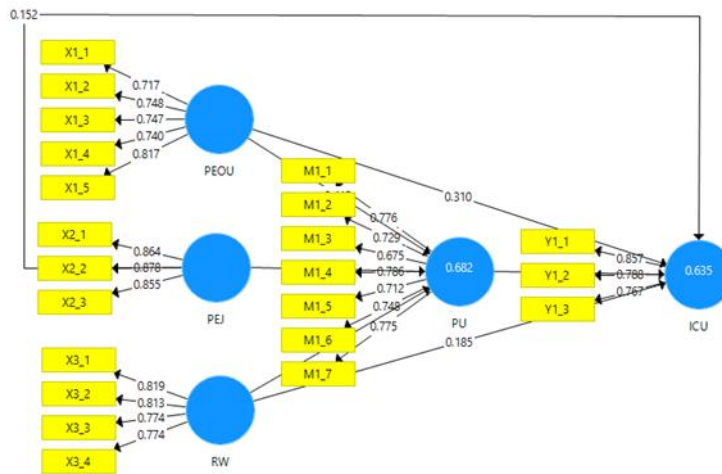 0.152
X1_1
X1_2
X1_3
X1_4
X1_5
0.717
0.748
0.747
0.740
0.817
PEOU
X2_1
X2_2
X2_3
0.864
0.878
0.855
PEJ
X3_1
X3_2
X3_3
X3_4
0.819
0.813
0.774
0.774
RW
M1_1
M1_2
M1_3
M1_4
M1_5
M1_6
M1_7
0.776
0.729
0.675
0.786
0.712
0.748
0.775
0.682
PU
0.310
0.185
Y1_1
Y1_2
Y1_3
0.857
0.788
0.767
0.635
ICU